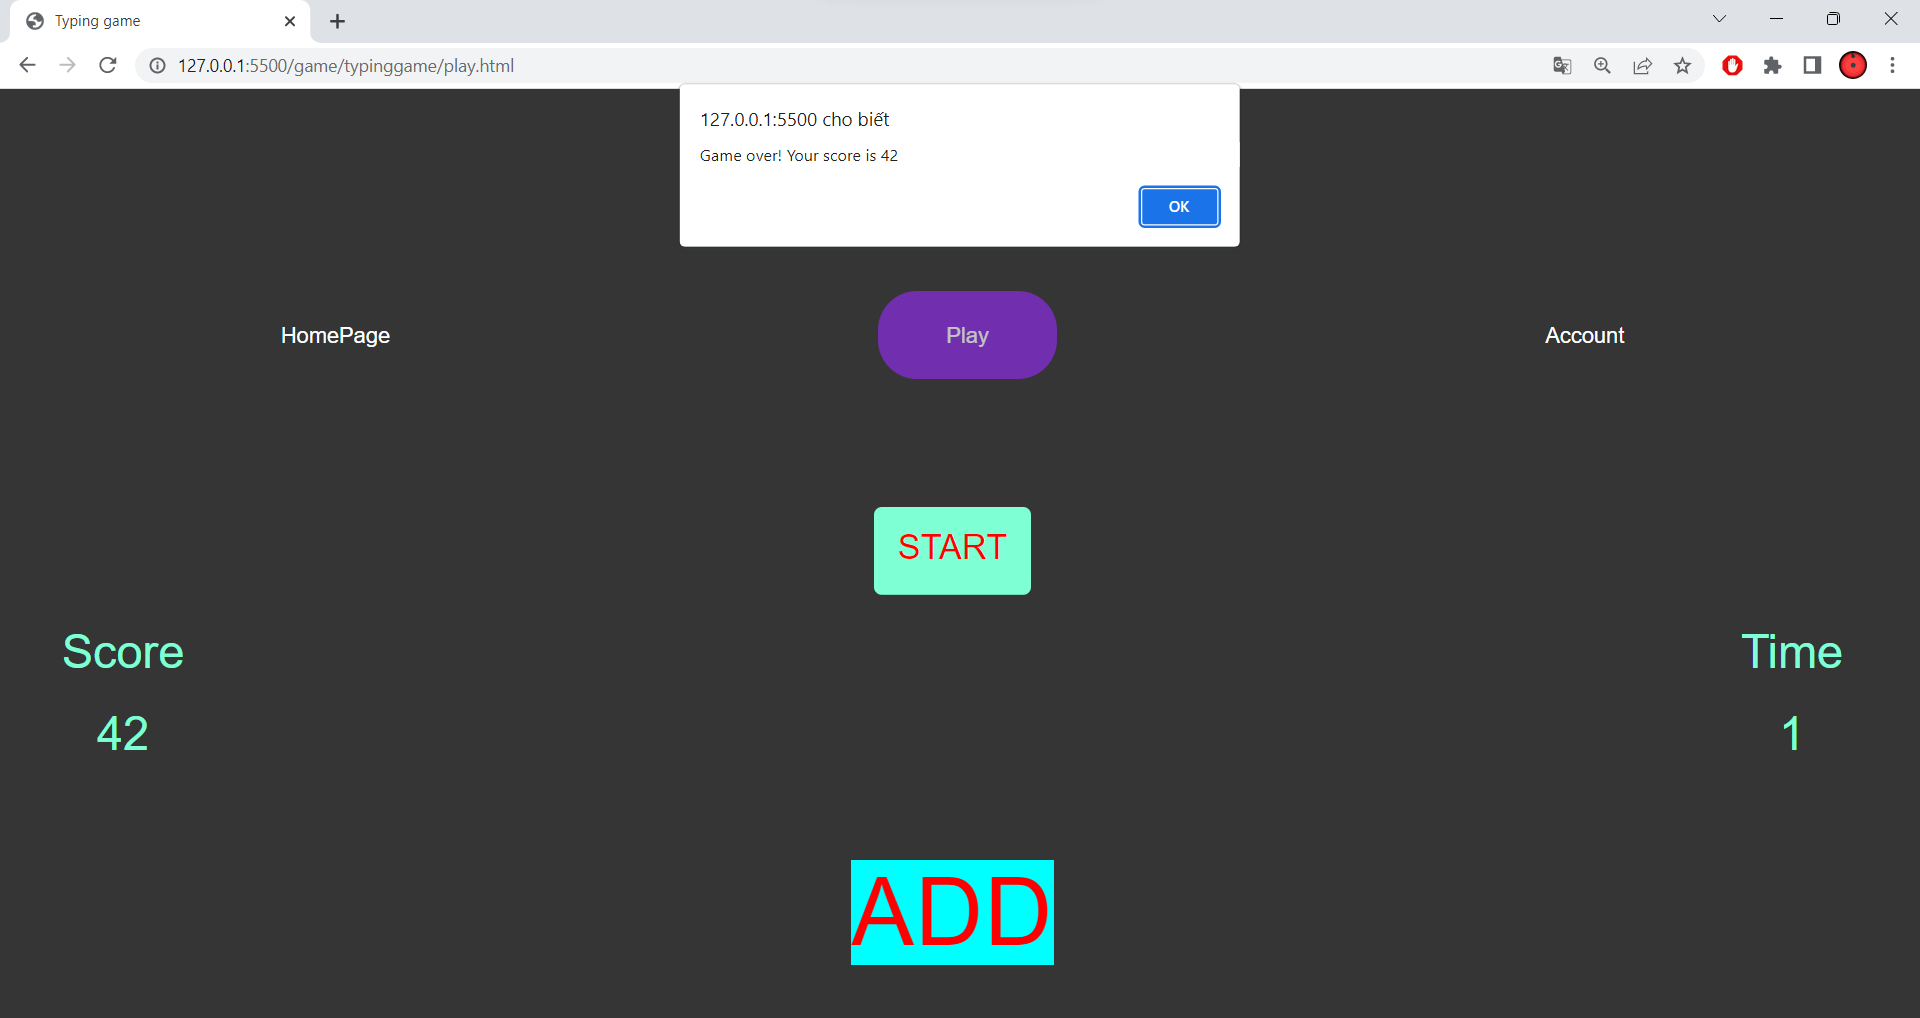 Typing game
127.0.0.1:5500/game/typinggame/play.html
127.0.0.1:5500 cho biết
Game over! Your score is 42
OK
HomePage
Play
Account
START
Score
Time
42
1
ADD